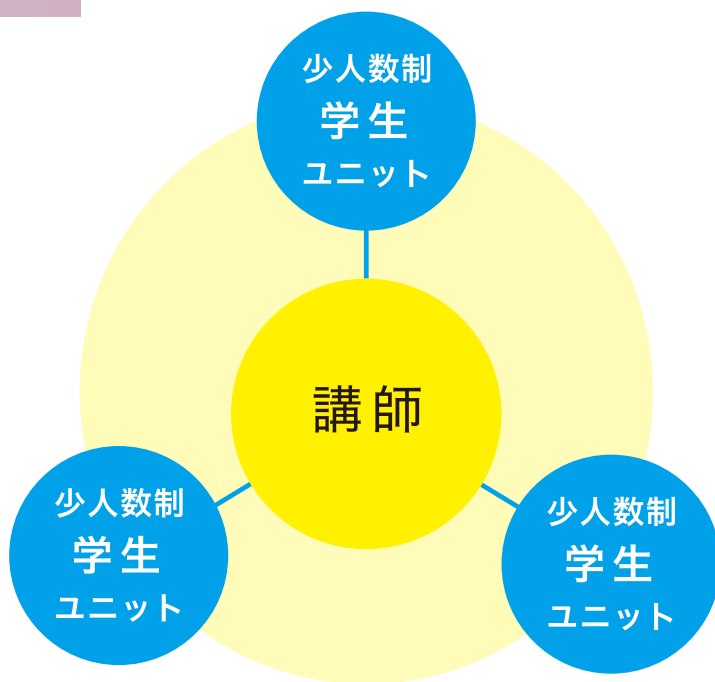 少人数制
学生
ユニット
講師
少人数制
学生
ユニット
少人数制
学生
ユニット